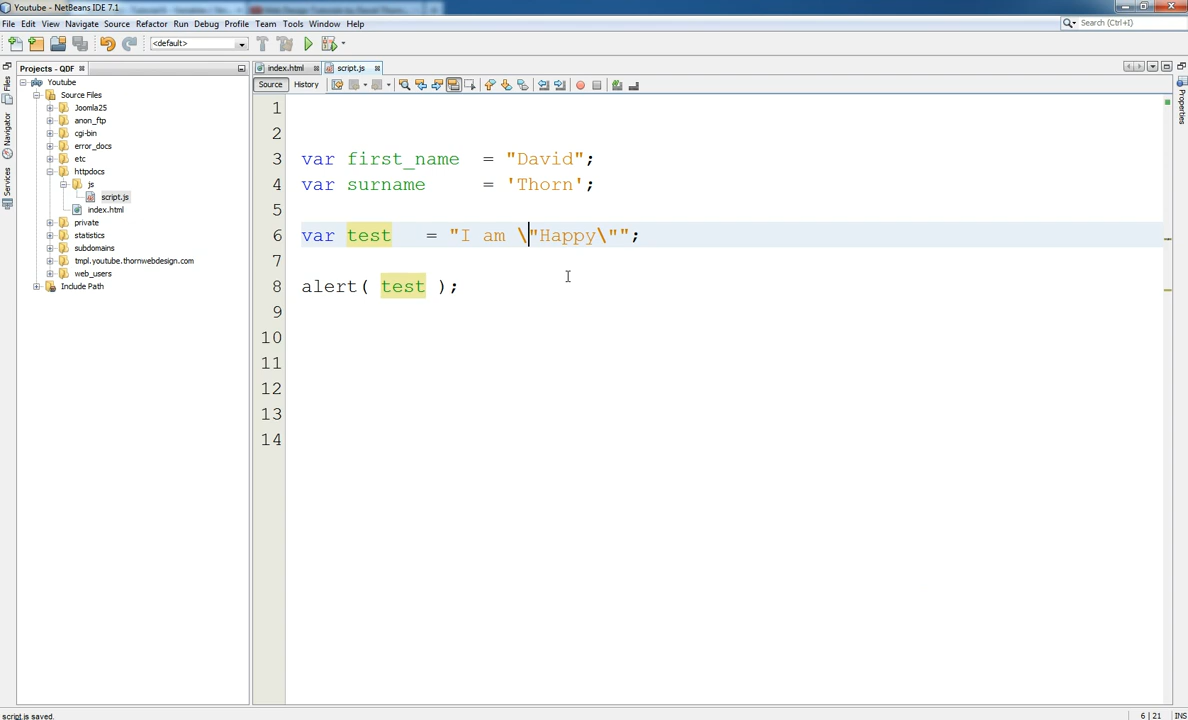 Youtube - NetBeans IDE 7.1
File Edit View Navigate Source Refactor Run Debug Profile Team Tools Window Help
Search (Ctrl+I)
<default>
Projects - QDF
index.html
script.js
Source
History
Files
Navigator
Services
Properties
Youtube
Source Files
Joomla25
anon_ftp
cgi-bin
error_docs
etc
httpdocs
js
script.js
index.html
private
statistics
subdomains
tmpl.youtube.thornwebdesign.com
web_users
Include Path
1
2
3 var first_name = "David";
4 var surname = 'Thorn';
5
6 var test = "I am \"Happy\"";
7
8 alert( test );
9
10
11
12
13
14
script.js saved.
6 | 21 INS